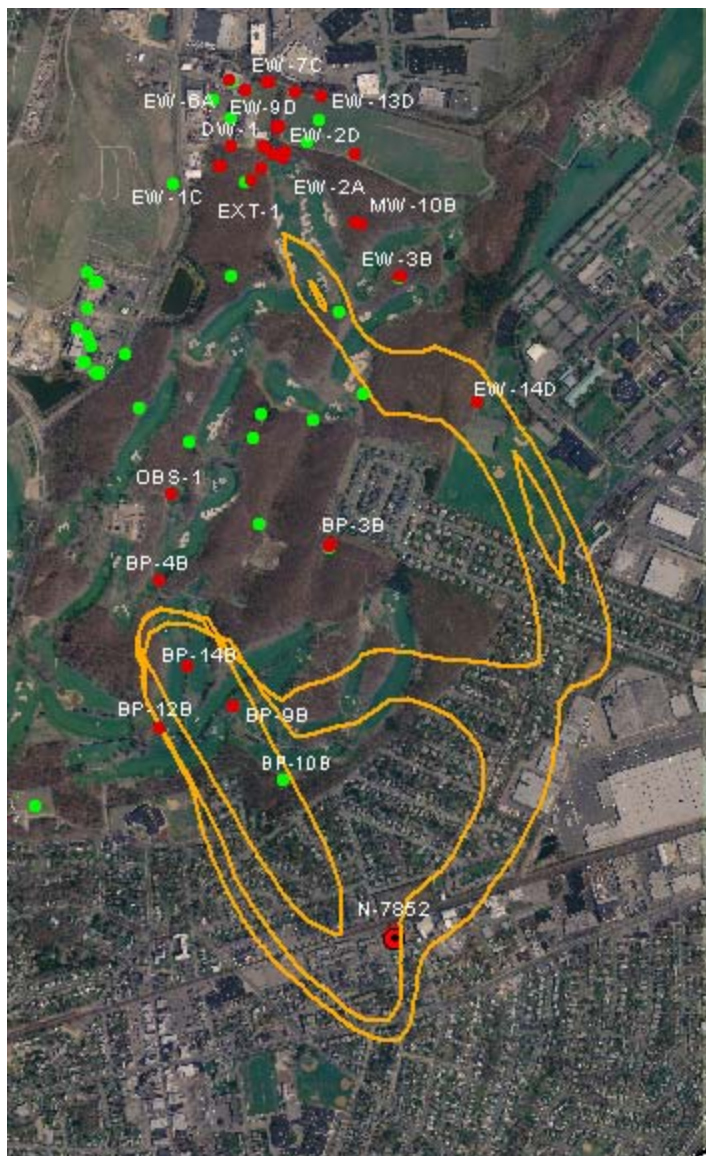 EW-7C
EW-6A
EW-9D
EW-13D
DW-1
EW-2D
EW-2A
EW-1C
EXT-1
MW-10B
EW-3B
EW-14D
OBS-1
BP-3B
BP-4B
BP-14B
BP-12B
BP-9B
BP-10B
N-7852